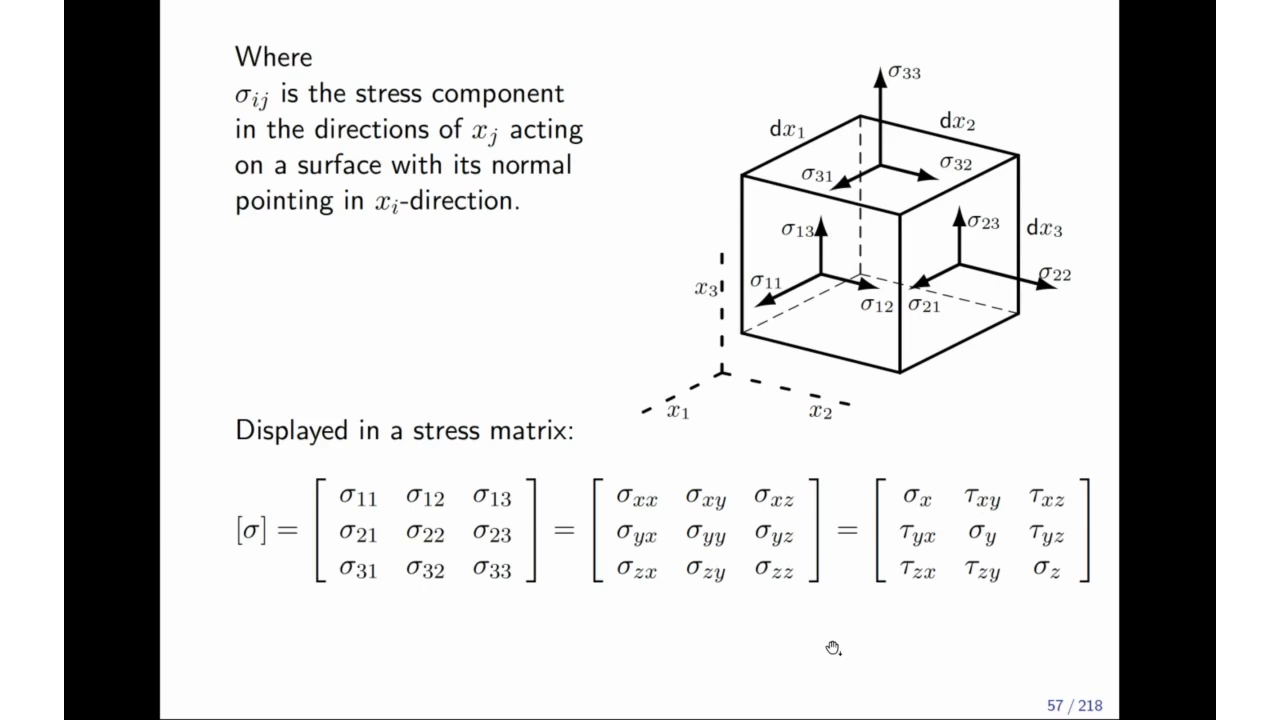 Where
σij is the stress component
in the directions of xj acting
on a surface with its normal
pointing in xi-direction.
σ33
dx1
dx2
σ31
σ32
σ13
σ23
dx3
σ11
σ12
σ21
σ22
x3
x1
x2
Displayed in a stress matrix:
[σ] = [ σ11 σ12 σ13 ] = [ σxx σxy σxz ] = [ σx τxy τxz ]
σ21 σ22 σ23 σyx σyy σyz τyx σy τyz
σ31 σ32 σ33 σzx σzy σzz τzx τzy σz
57 / 218